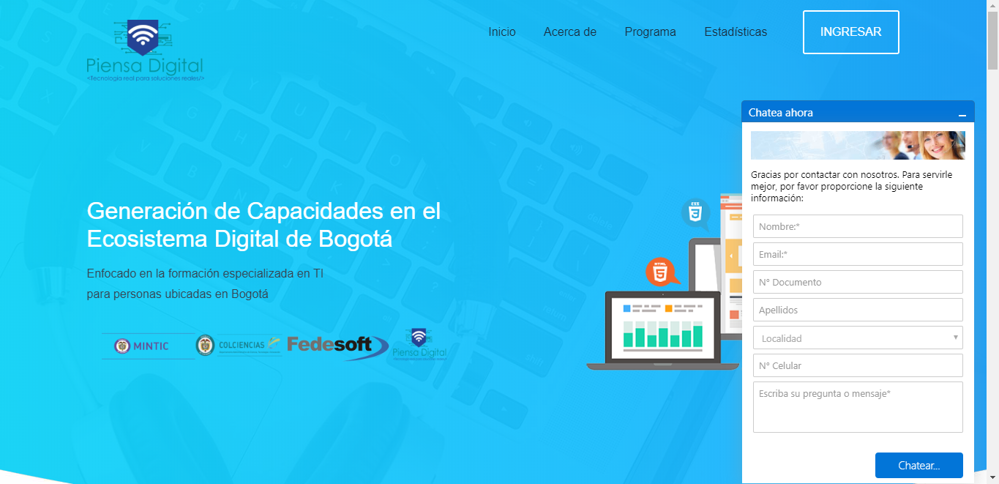 Piensa Digital
<Tecnología real para soluciones reales/>
Inicio Acerca de Programa Estadísticas INGRESAR
Chatea ahora
Gracias por contactar con nosotros. Para servirle
mejor, por favor proporcione la siguiente
información:
Nombre:*
Email:*
N° Documento
Apellidos
Localidad
N° Celular
Escriba su pregunta o mensaje*
Chatear...
Generación de Capacidades en el
Ecosistema Digital de Bogotá
Enfocado en la formación especializada en TI
para personas ubicadas en Bogotá
MINTIC COLCIENCIAS Fedesoft Piensa Digital
CSS
3
HTML
5